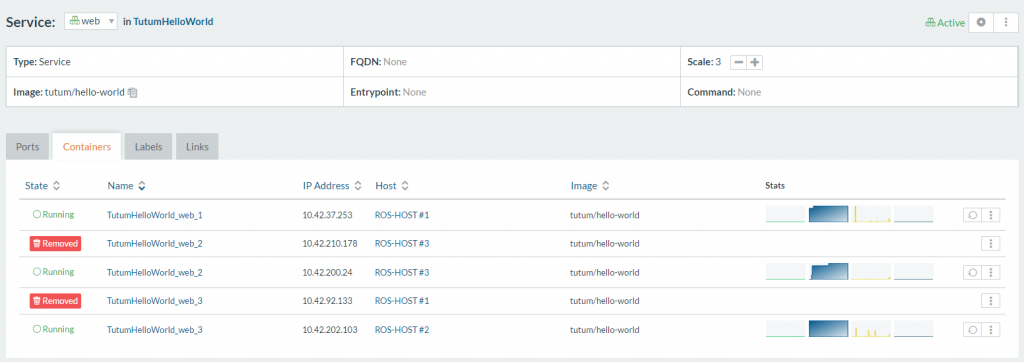 Service: web in TutumHelloWorld Active
Type: Service FQDN: None Scale: 3
Image: tutum/hello-world Entrypoint: None Command: None
Ports Containers Labels Links
State Name IP Address Host Image Stats
Running TutumHelloWorld_web_1 10.42.37.253 ROS-HOST #1 tutum/hello-world
Removed TutumHelloWorld_web_2 10.42.210.178 ROS-HOST #3 tutum/hello-world
Running TutumHelloWorld_web_2 10.42.200.24 ROS-HOST #3 tutum/hello-world
Removed TutumHelloWorld_web_3 10.42.92.133 ROS-HOST #1 tutum/hello-world
Running TutumHelloWorld_web_3 10.42.202.103 ROS-HOST #2 tutum/hello-world